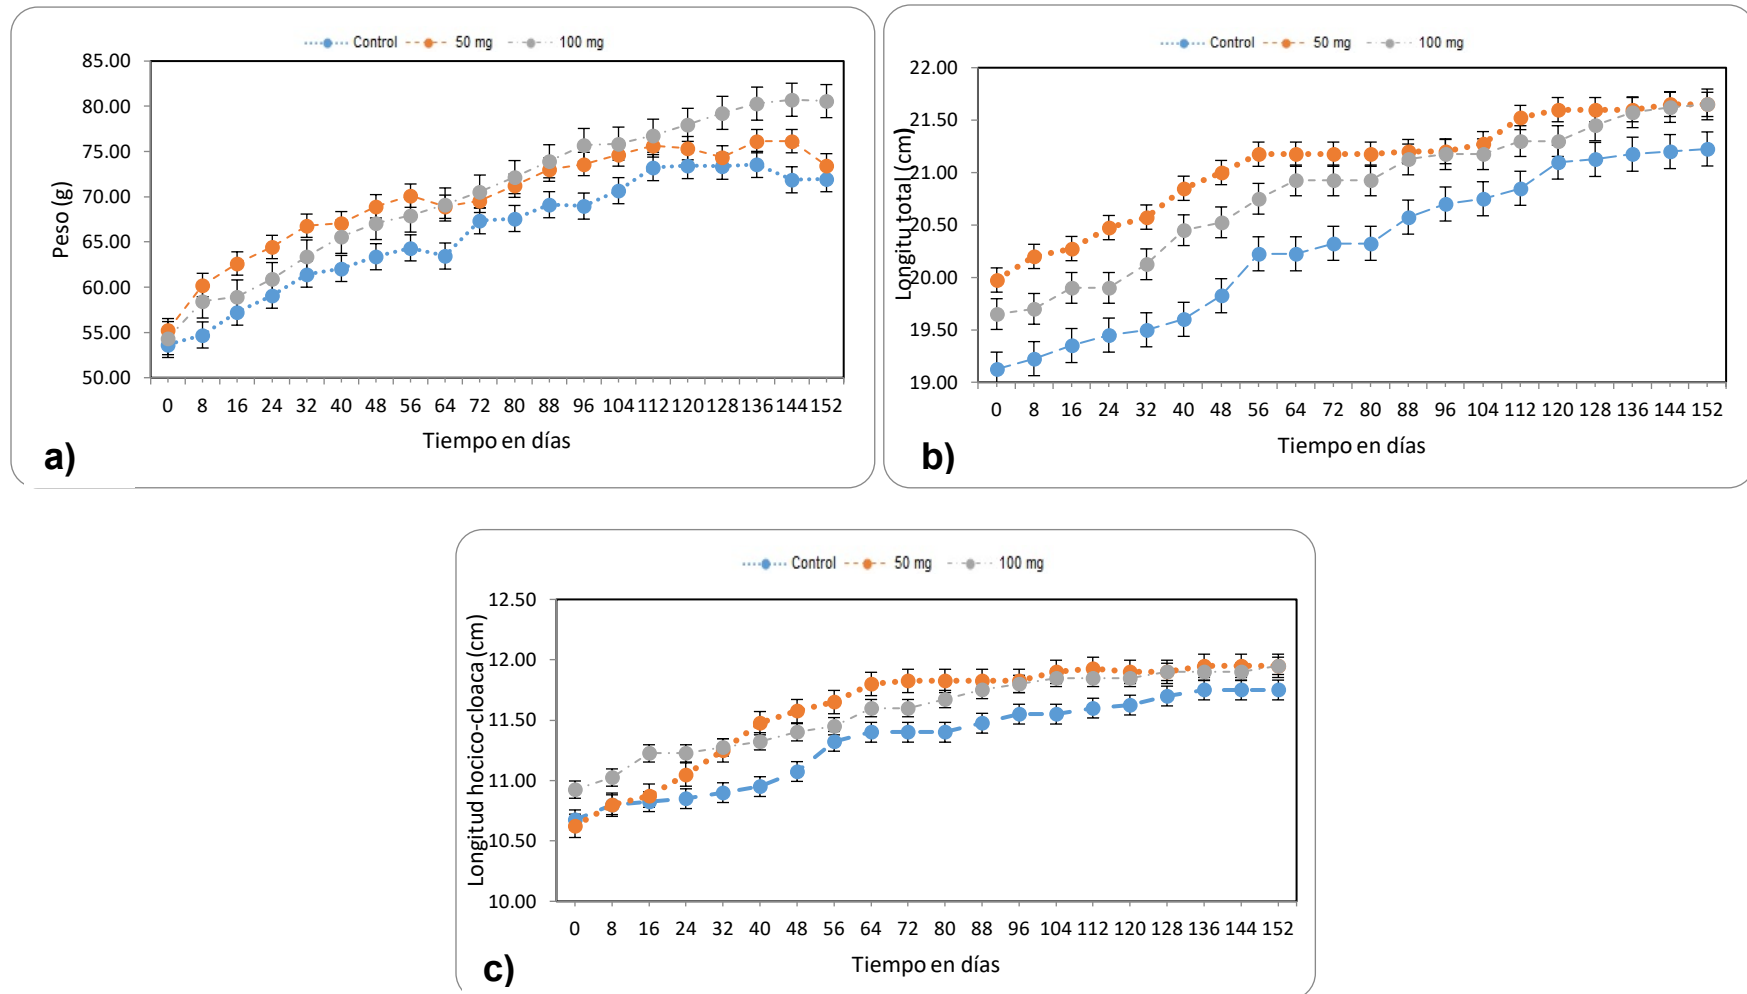 Control 50 mg 100 mg
85.00
80.00
75.00
70.00
65.00
60.00
55.00
50.00
Peso (g)
0 8 16 24 32 40 48 56 64 72 80 88 96 104 112 120 128 136 144 152
Tiempo en días
a)
Control 50 mg 100 mg
22.00
21.50
21.00
20.50
20.00
19.50
19.00
Longitu total (cm)
0 8 16 24 32 40 48 56 64 72 80 88 96 104 112 120 128 136 144 152
Tiempo en días
b)
Control 50 mg 100 mg
12.50
12.00
11.50
11.00
10.50
10.00
Longitud hocico-cloaca (cm)
0 8 16 24 32 40 48 56 64 72 80 88 96 104 112 120 128 136 144 152
Tiempo en días
c)